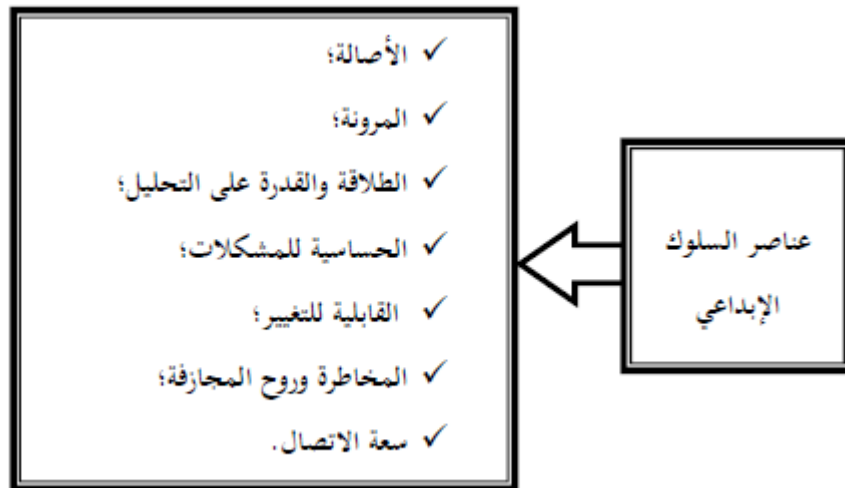 عناصر السلوك
الإبداعي
✓ الأصالة؛
✓ المرونة؛
✓ الطلاقة والقدرة على التحليل؛
✓ الحساسية للمشكلات؛
✓ القابلية للتغيير؛
✓ المخاطرة وروح المجازفة؛
✓ سعة الاتصال.